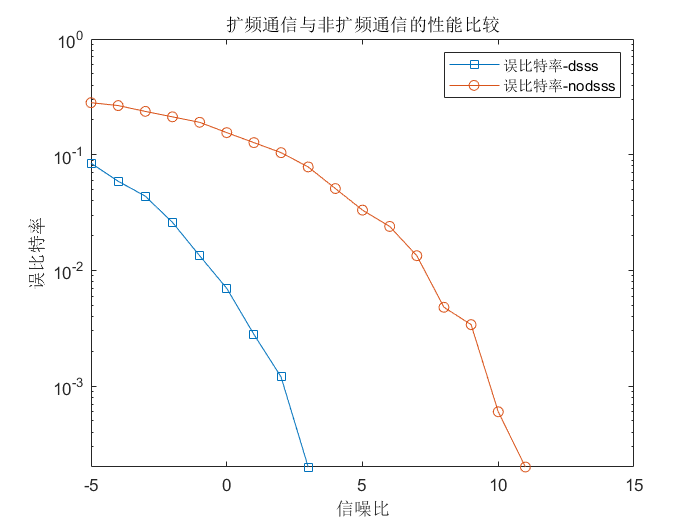 扩频通信与非扩频通信的性能比较
误比特率-dsss
误比特率-nodsss
误比特率
10^0
10^-1
10^-2
10^-3
-5 0 5 10 15
信噪比